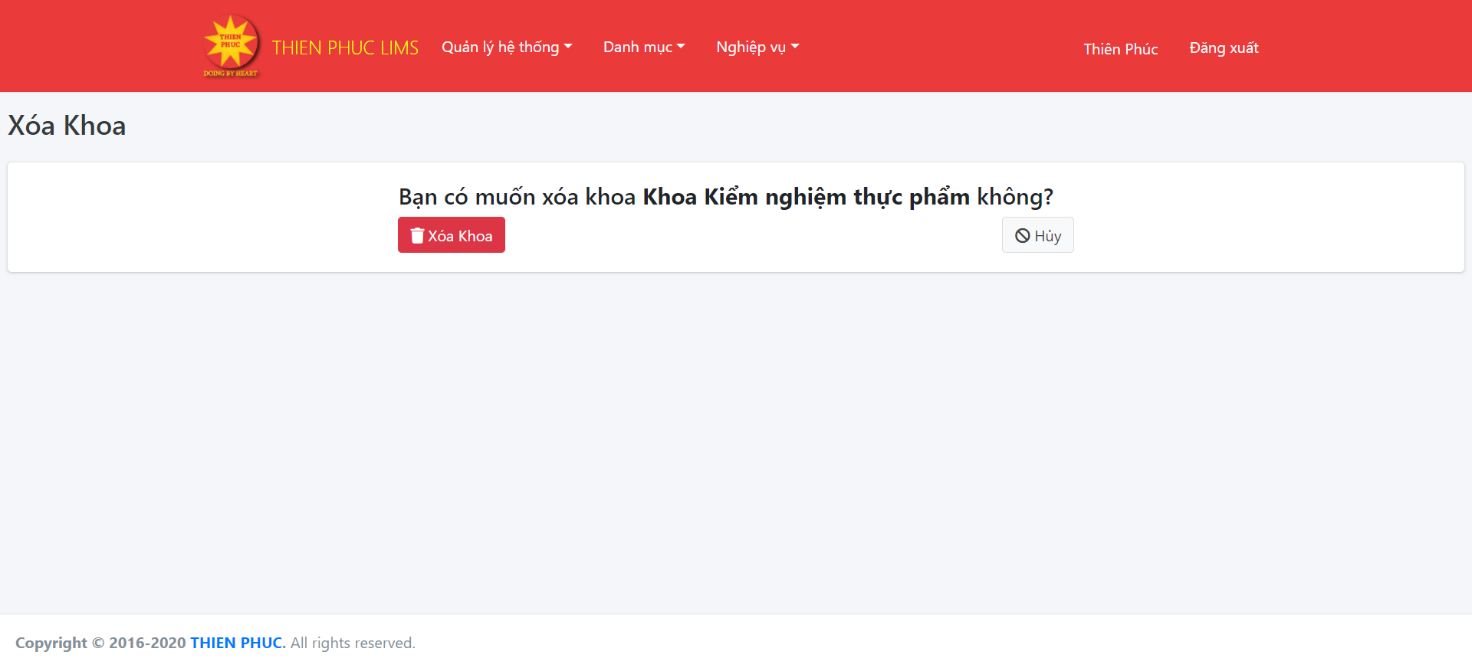 THIEN
PHUC
DOING BY HEART
THIEN PHUC LIMS Quản lý hệ thống Danh mục Nghiệp vụ Thiên Phúc Đăng xuất
Xóa Khoa
Bạn có muốn xóa khoa Khoa Kiểm nghiệm thực phẩm không?
Xóa Khoa Hủy
Copyright © 2016-2020 THIEN PHUC. All rights reserved.